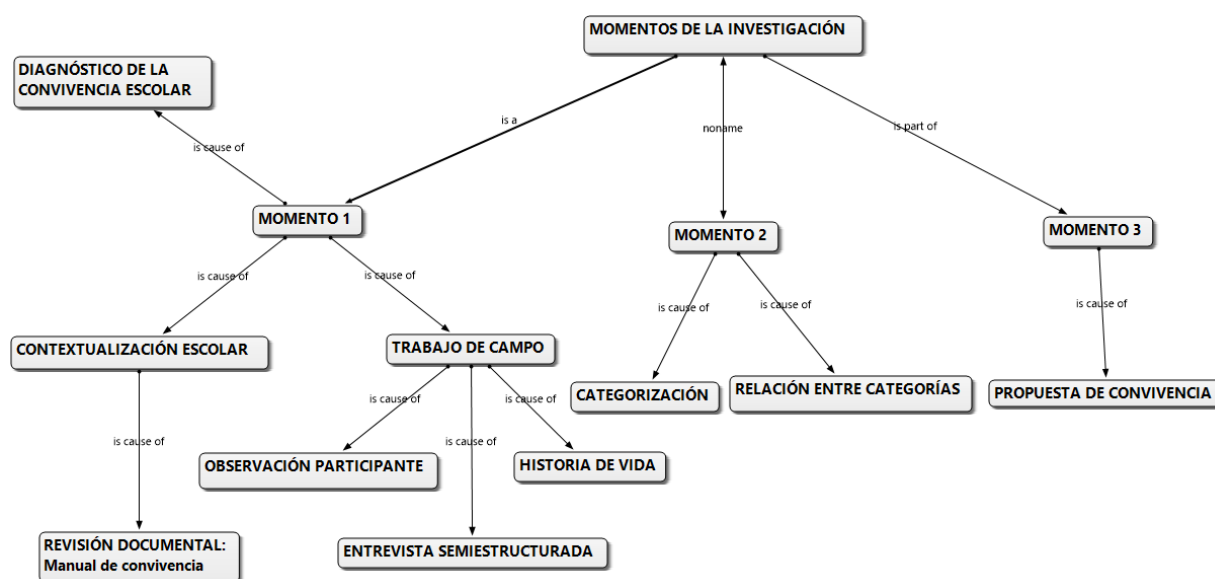 MOMENTOS DE LA INVESTIGACIÓN
DIAGNÓSTICO DE LA
CONVIVENCIA ESCOLAR
is a
noname
is part of
is cause of
MOMENTO 1
MOMENTO 2
MOMENTO 3
is cause of
is cause of
is cause of
is cause of
is cause of
CONTEXTUALIZACIÓN ESCOLAR
TRABAJO DE CAMPO
CATEGORIZACIÓN
RELACIÓN ENTRE CATEGORÍAS
PROPUESTA DE CONVIVENCIA
is cause of
is cause of
is cause of
is cause of
OBSERVACIÓN PARTICIPANTE
HISTORIA DE VIDA
REVISIÓN DOCUMENTAL:
Manual de convivencia
ENTREVISTA SEMIESTRUCTURADA